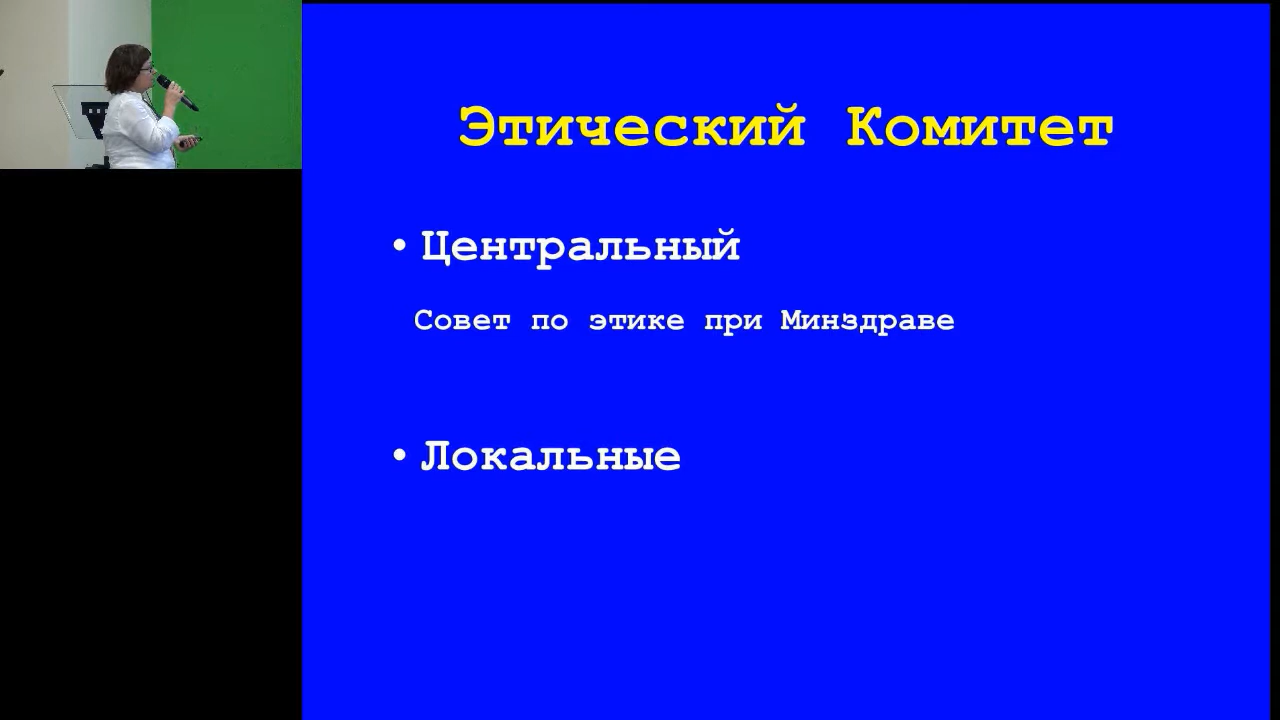 Этический Комитет
• Центральный
Совет по этике при Минздраве
• Локальные